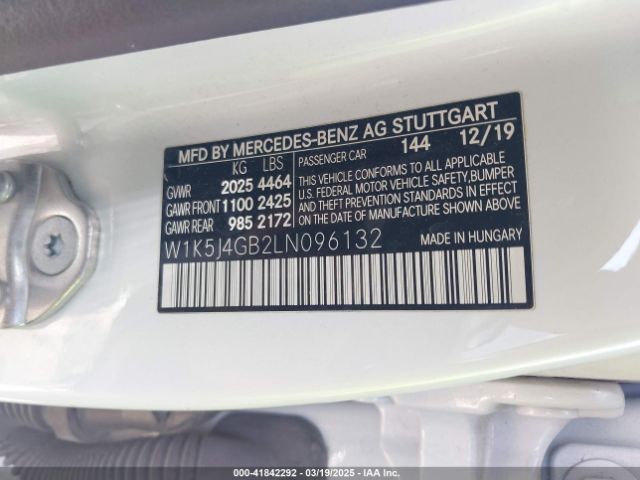 MFD BY MERCEDES-BENZ AG STUTTGART
KG LBS PASSENGER CAR 144 12/19
GVWR 2025 4464
GAWR FRONT 1100 2425
GAWR REAR 985 2172
THIS VEHICLE CONFORMS TO ALL APPLICABLE
U.S. FEDERAL MOTOR VEHICLE SAFETY, BUMPER
AND THEFT PREVENTION STANDARDS IN EFFECT
ON THE DATE OF MANUFACTURE SHOWN ABOVE.
W1K5J4GB2LN096132 MADE IN HUNGARY
000-41842292 - 03/19/2025 - IAA Inc.